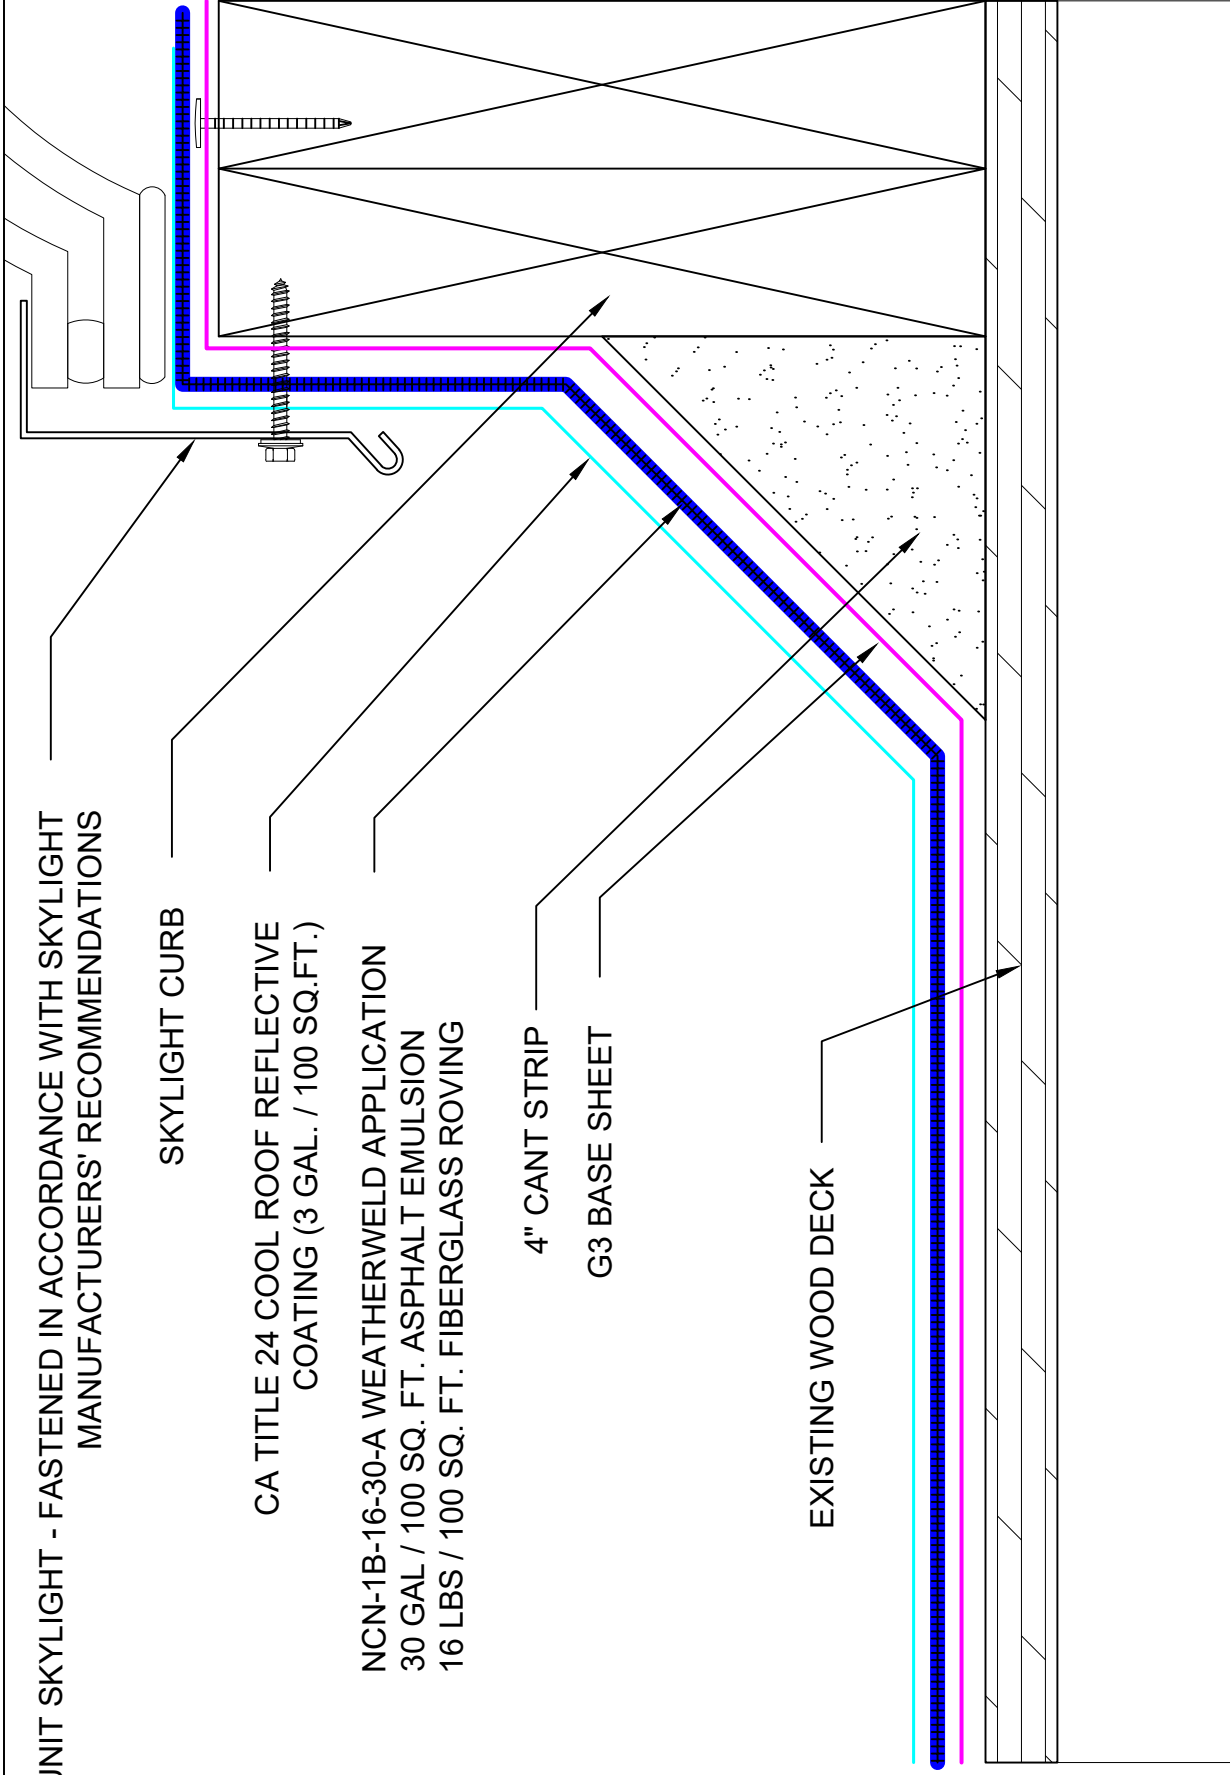 UNIT SKYLIGHT - FASTENED IN ACCORDANCE WITH SKYLIGHT
MANUFACTURERS' RECOMMENDATIONS
SKYLIGHT CURB
CA TITLE 24 COOL ROOF REFLECTIVE
COATING (3 GAL. / 100 SQ.FT.)
NCN-1B-16-30-A WEATHERWELD APPLICATION
30 GAL / 100 SQ. FT. ASPHALT EMULSION
16 LBS / 100 SQ. FT. FIBERGLASS ROVING
4" CANT STRIP
G3 BASE SHEET
EXISTING WOOD DECK